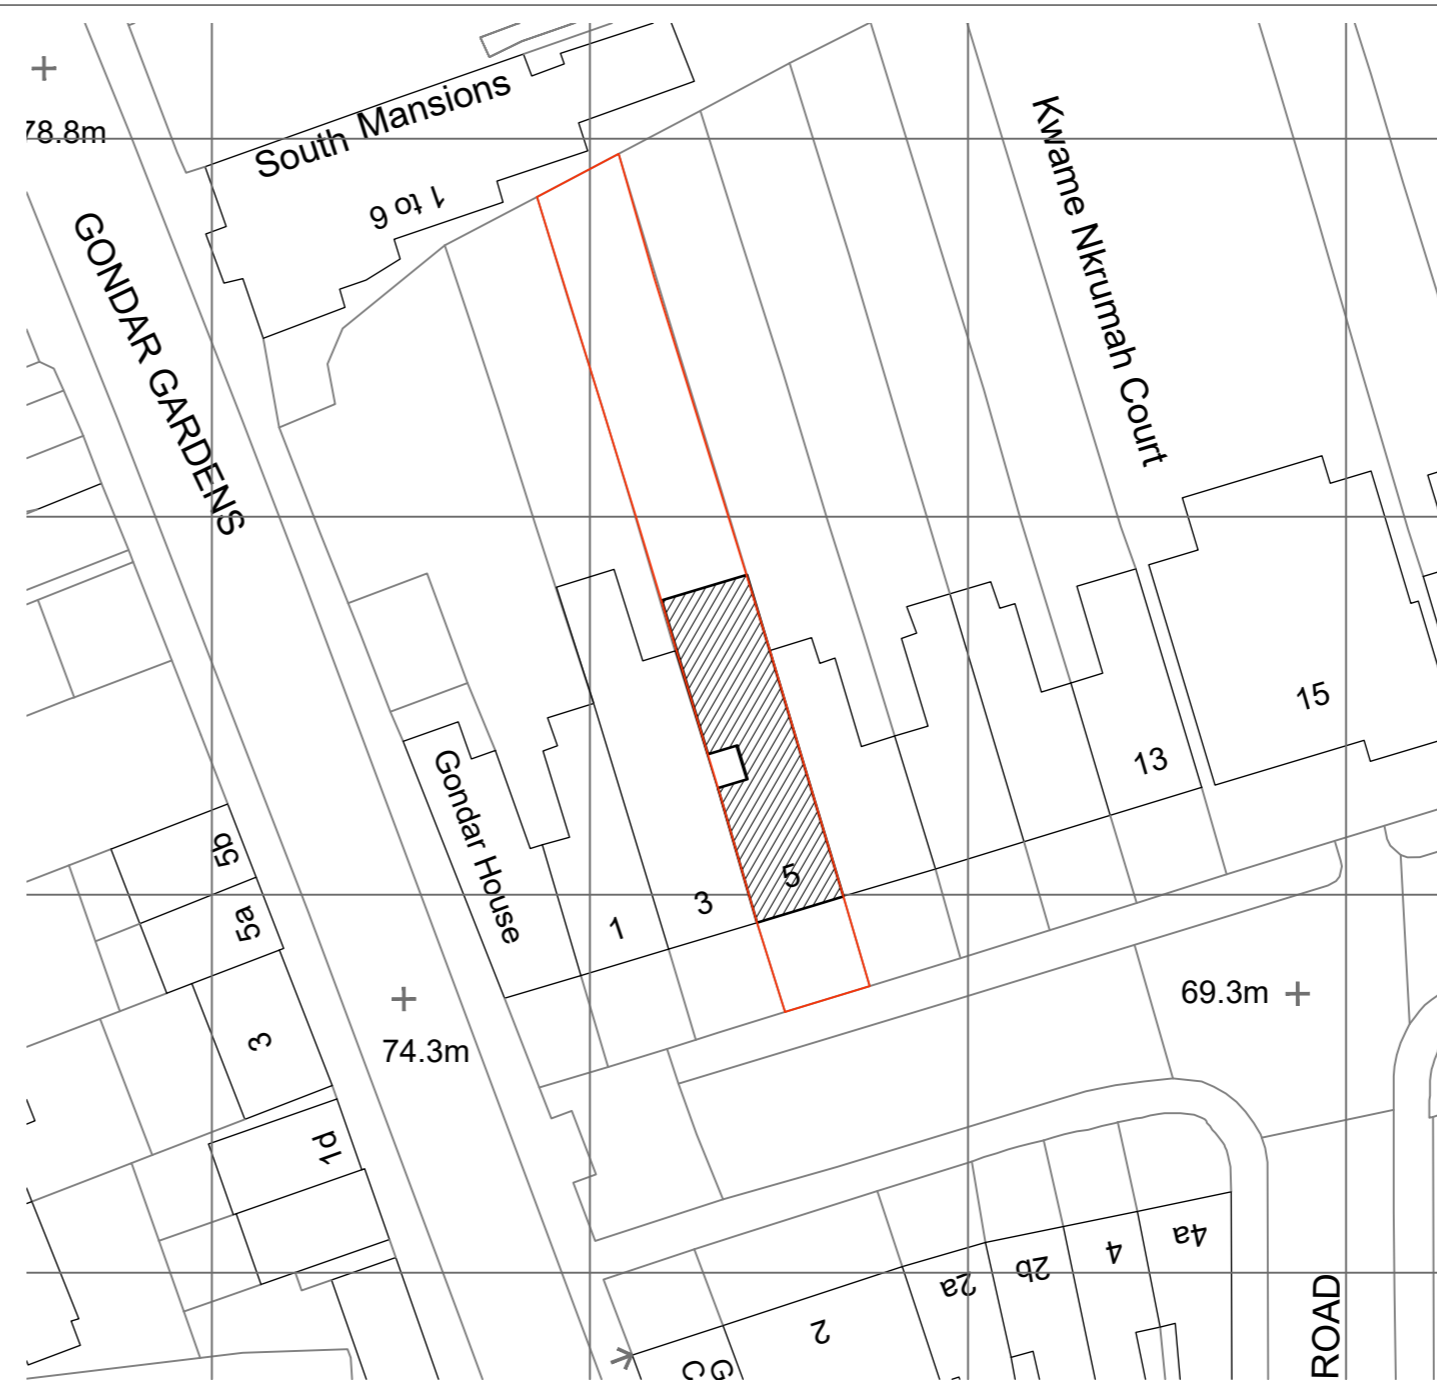 78.8m
South Mansions
1 to 6
GONDAR GARDENS
Kwame Nkrumah Court
15
13
5
3
1
Gondar House
5b
5a
3
1d
74.3m
69.3m
4a
4
2b
2a
2
G
C
ROAD